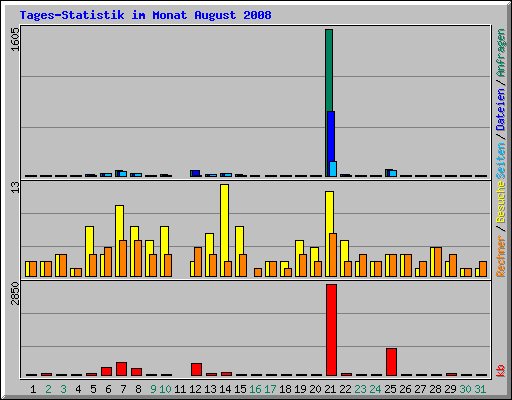 Tages-Statistik im Monat August 2008
1605
13
2850
Rechner / Besuche Seiten / Dateien / Anfragen
kb
1 2 3 4 5 6 7 8 9 10 11 12 13 14 15 16 17 18 19 20 21 22 23 24 25 26 27 28 29 30 31